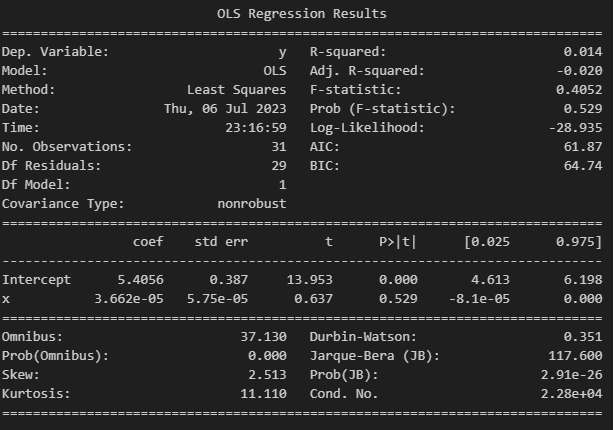 OLS Regression Results
==============================================================================
Dep. Variable:                      y   R-squared:                       0.014
Model:                            OLS   Adj. R-squared:                 -0.020
Method:                 Least Squares   F-statistic:                    0.4052
Date:                Thu, 06 Jul 2023   Prob (F-statistic):              0.529
Time:                        23:16:59   Log-Likelihood:                -28.935
No. Observations:                  31   AIC:                             61.87
Df Residuals:                      29   BIC:                             64.74
Df Model:                           1
Covariance Type:            nonrobust
==============================================================================
                 coef    std err          t      P>|t|      [0.025      0.975]
------------------------------------------------------------------------------
Intercept      5.4056      0.387     13.953      0.000       4.613       6.198
x           3.662e-05   5.75e-05      0.637      0.529    -8.1e-05       0.000
==============================================================================
Omnibus:                       37.130   Durbin-Watson:                   0.351
Prob(Omnibus):                  0.000   Jarque-Bera (JB):              117.600
Skew:                           2.513   Prob(JB):                     2.91e-26
Kurtosis:                      11.110   Cond. No.                     2.28e+04
==============================================================================